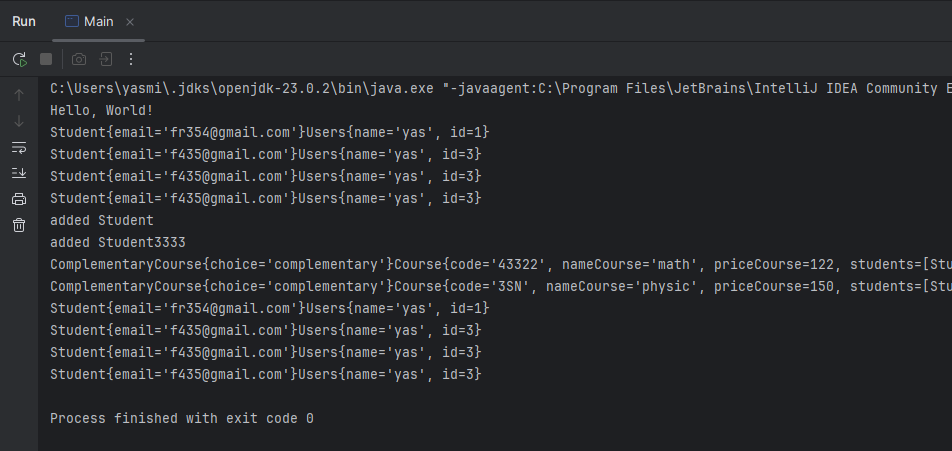 Run Main
C:\Users\yasmi\.jdks\openjdk-23.0.2\bin\java.exe "-javaagent:C:\Program Files\JetBrains\IntelliJ IDEA Community E
Hello, World!
Student{email='fr354@gmail.com'}Users{name='yas', id=1}
Student{email='f435@gmail.com'}Users{name='yas', id=3}
Student{email='f435@gmail.com'}Users{name='yas', id=3}
Student{email='f435@gmail.com'}Users{name='yas', id=3}
added Student
added Student3333
ComplementaryCourse{choice='complementary'}Course{code='43322', nameCourse='math', priceCourse=122, students=[Stu
ComplementaryCourse{choice='complementary'}Course{code='3SN', nameCourse='physic', priceCourse=150, students=[Stu
Student{email='fr354@gmail.com'}Users{name='yas', id=1}
Student{email='f435@gmail.com'}Users{name='yas', id=3}
Student{email='f435@gmail.com'}Users{name='yas', id=3}
Student{email='f435@gmail.com'}Users{name='yas', id=3}
Process finished with exit code 0